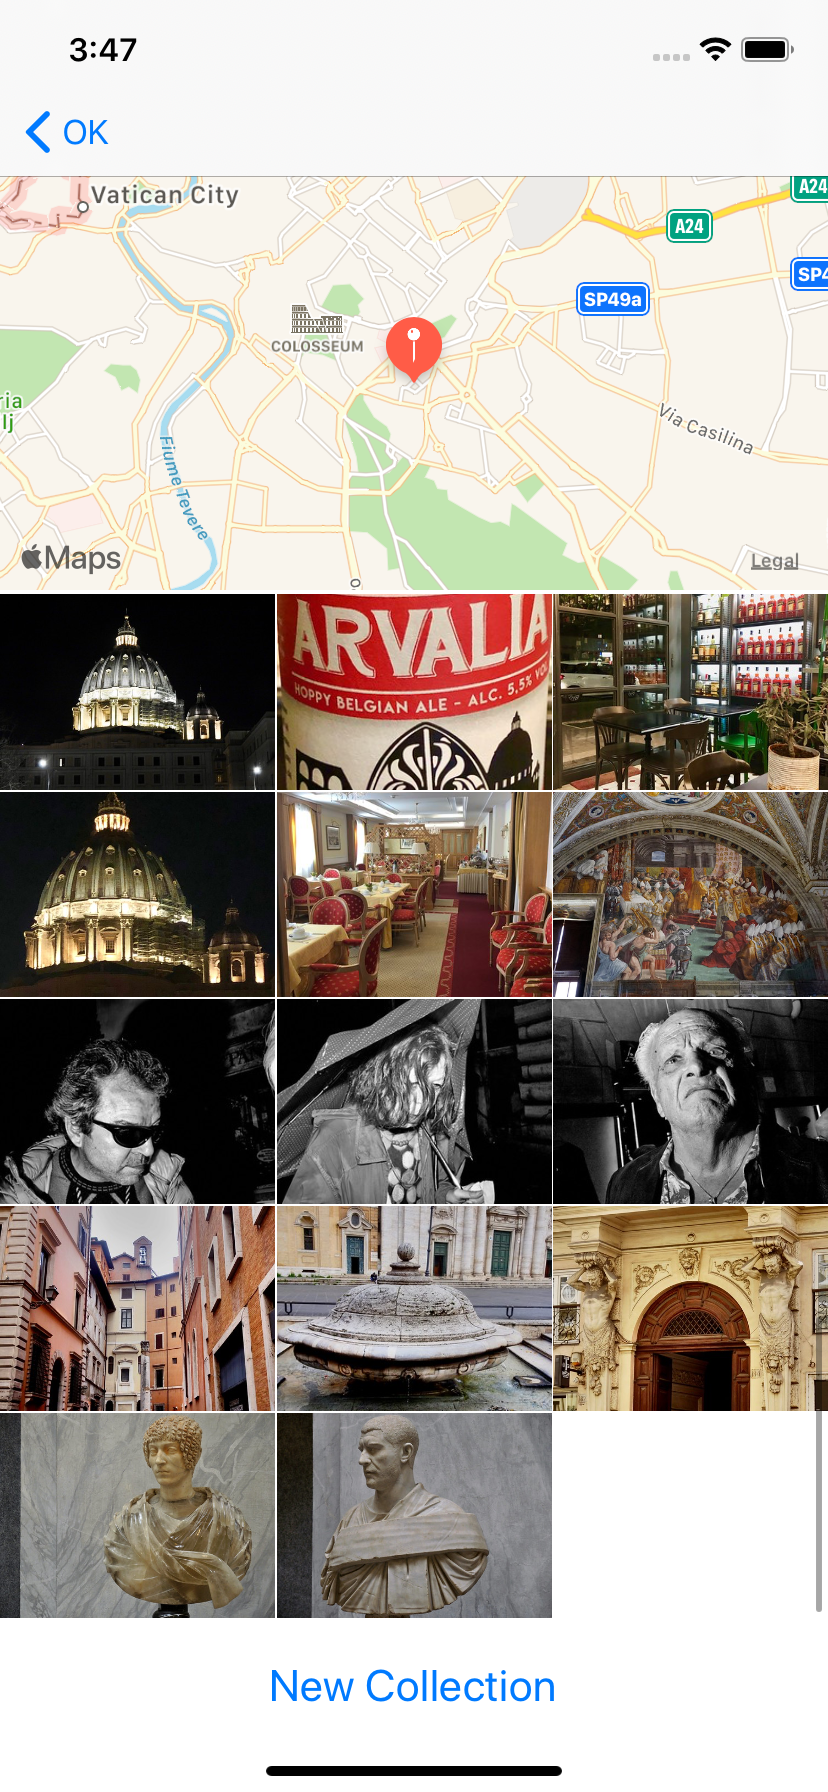 3:47
OK
Vatican City
A24
A24
SP49a
COLOSSEUM
Via Casilina
Fiume Tevere
Maps
Legal
ARVALIA
HOPPY BELGIAN ALE - ALC. 5,5% VOL
New Collection